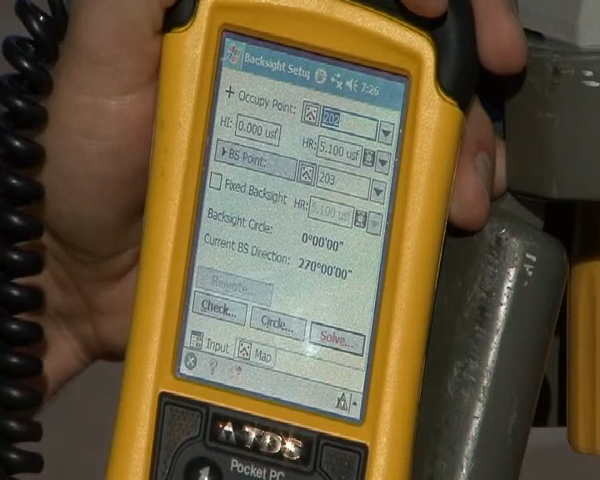 Backsight Setup 7:26
Occupy Point: 202
HI: 0.000 usf HR: 5.100 usf
BS Point: 203
Fixed Backsight HR: 5.100 usf
Backsight Circle: 0°00'00"
Current BS Direction: 270°00'00"
Remote...
Check... Circle... Solve...
Input Map
TDS
Pocket PC